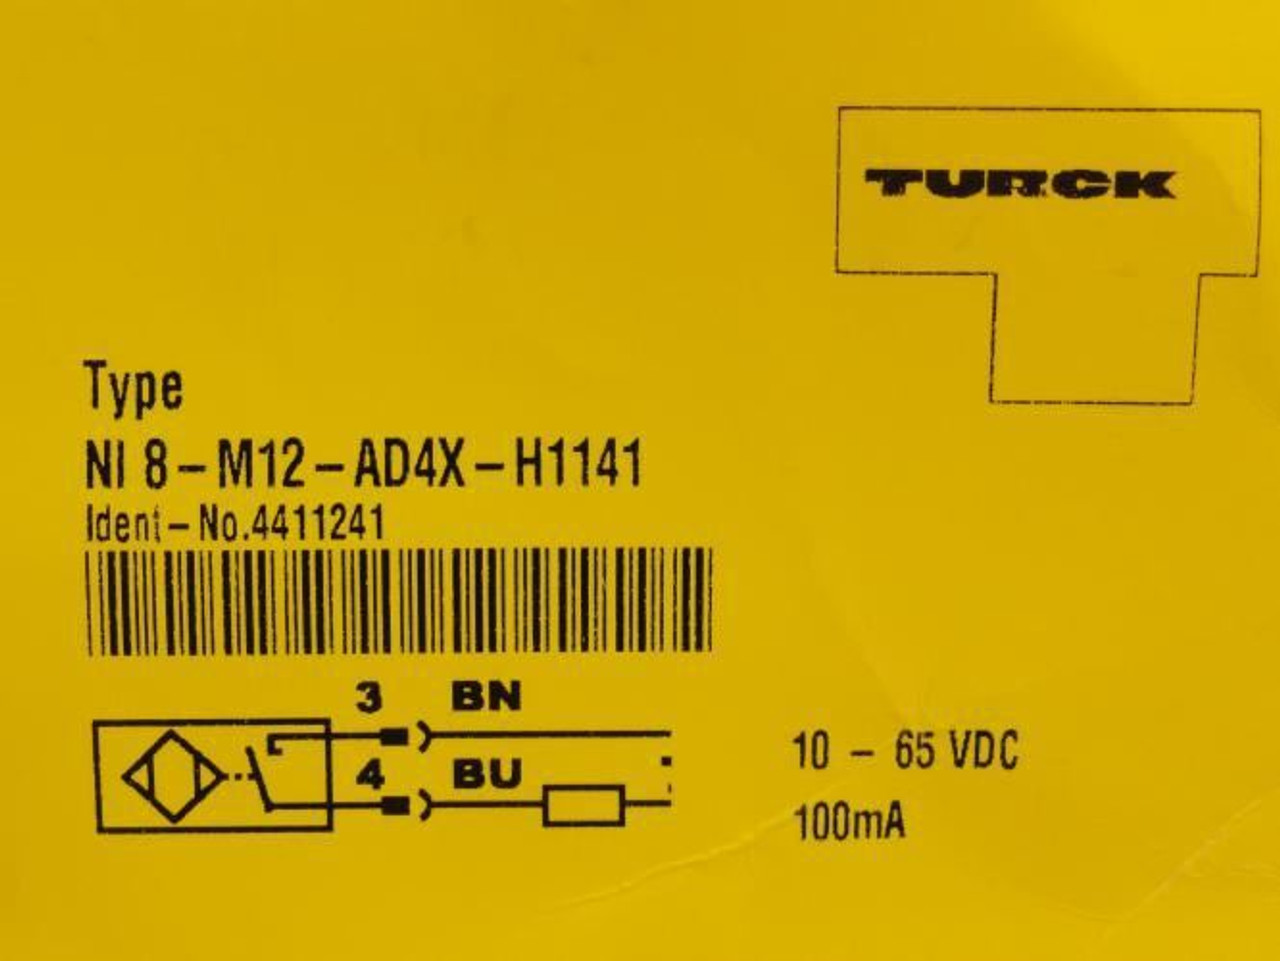 TURCK
Type
NI 8-M12-AD4X-H1141
Ident-No.4411241
3 BN
4 BU
10 - 65 VDC
100mA